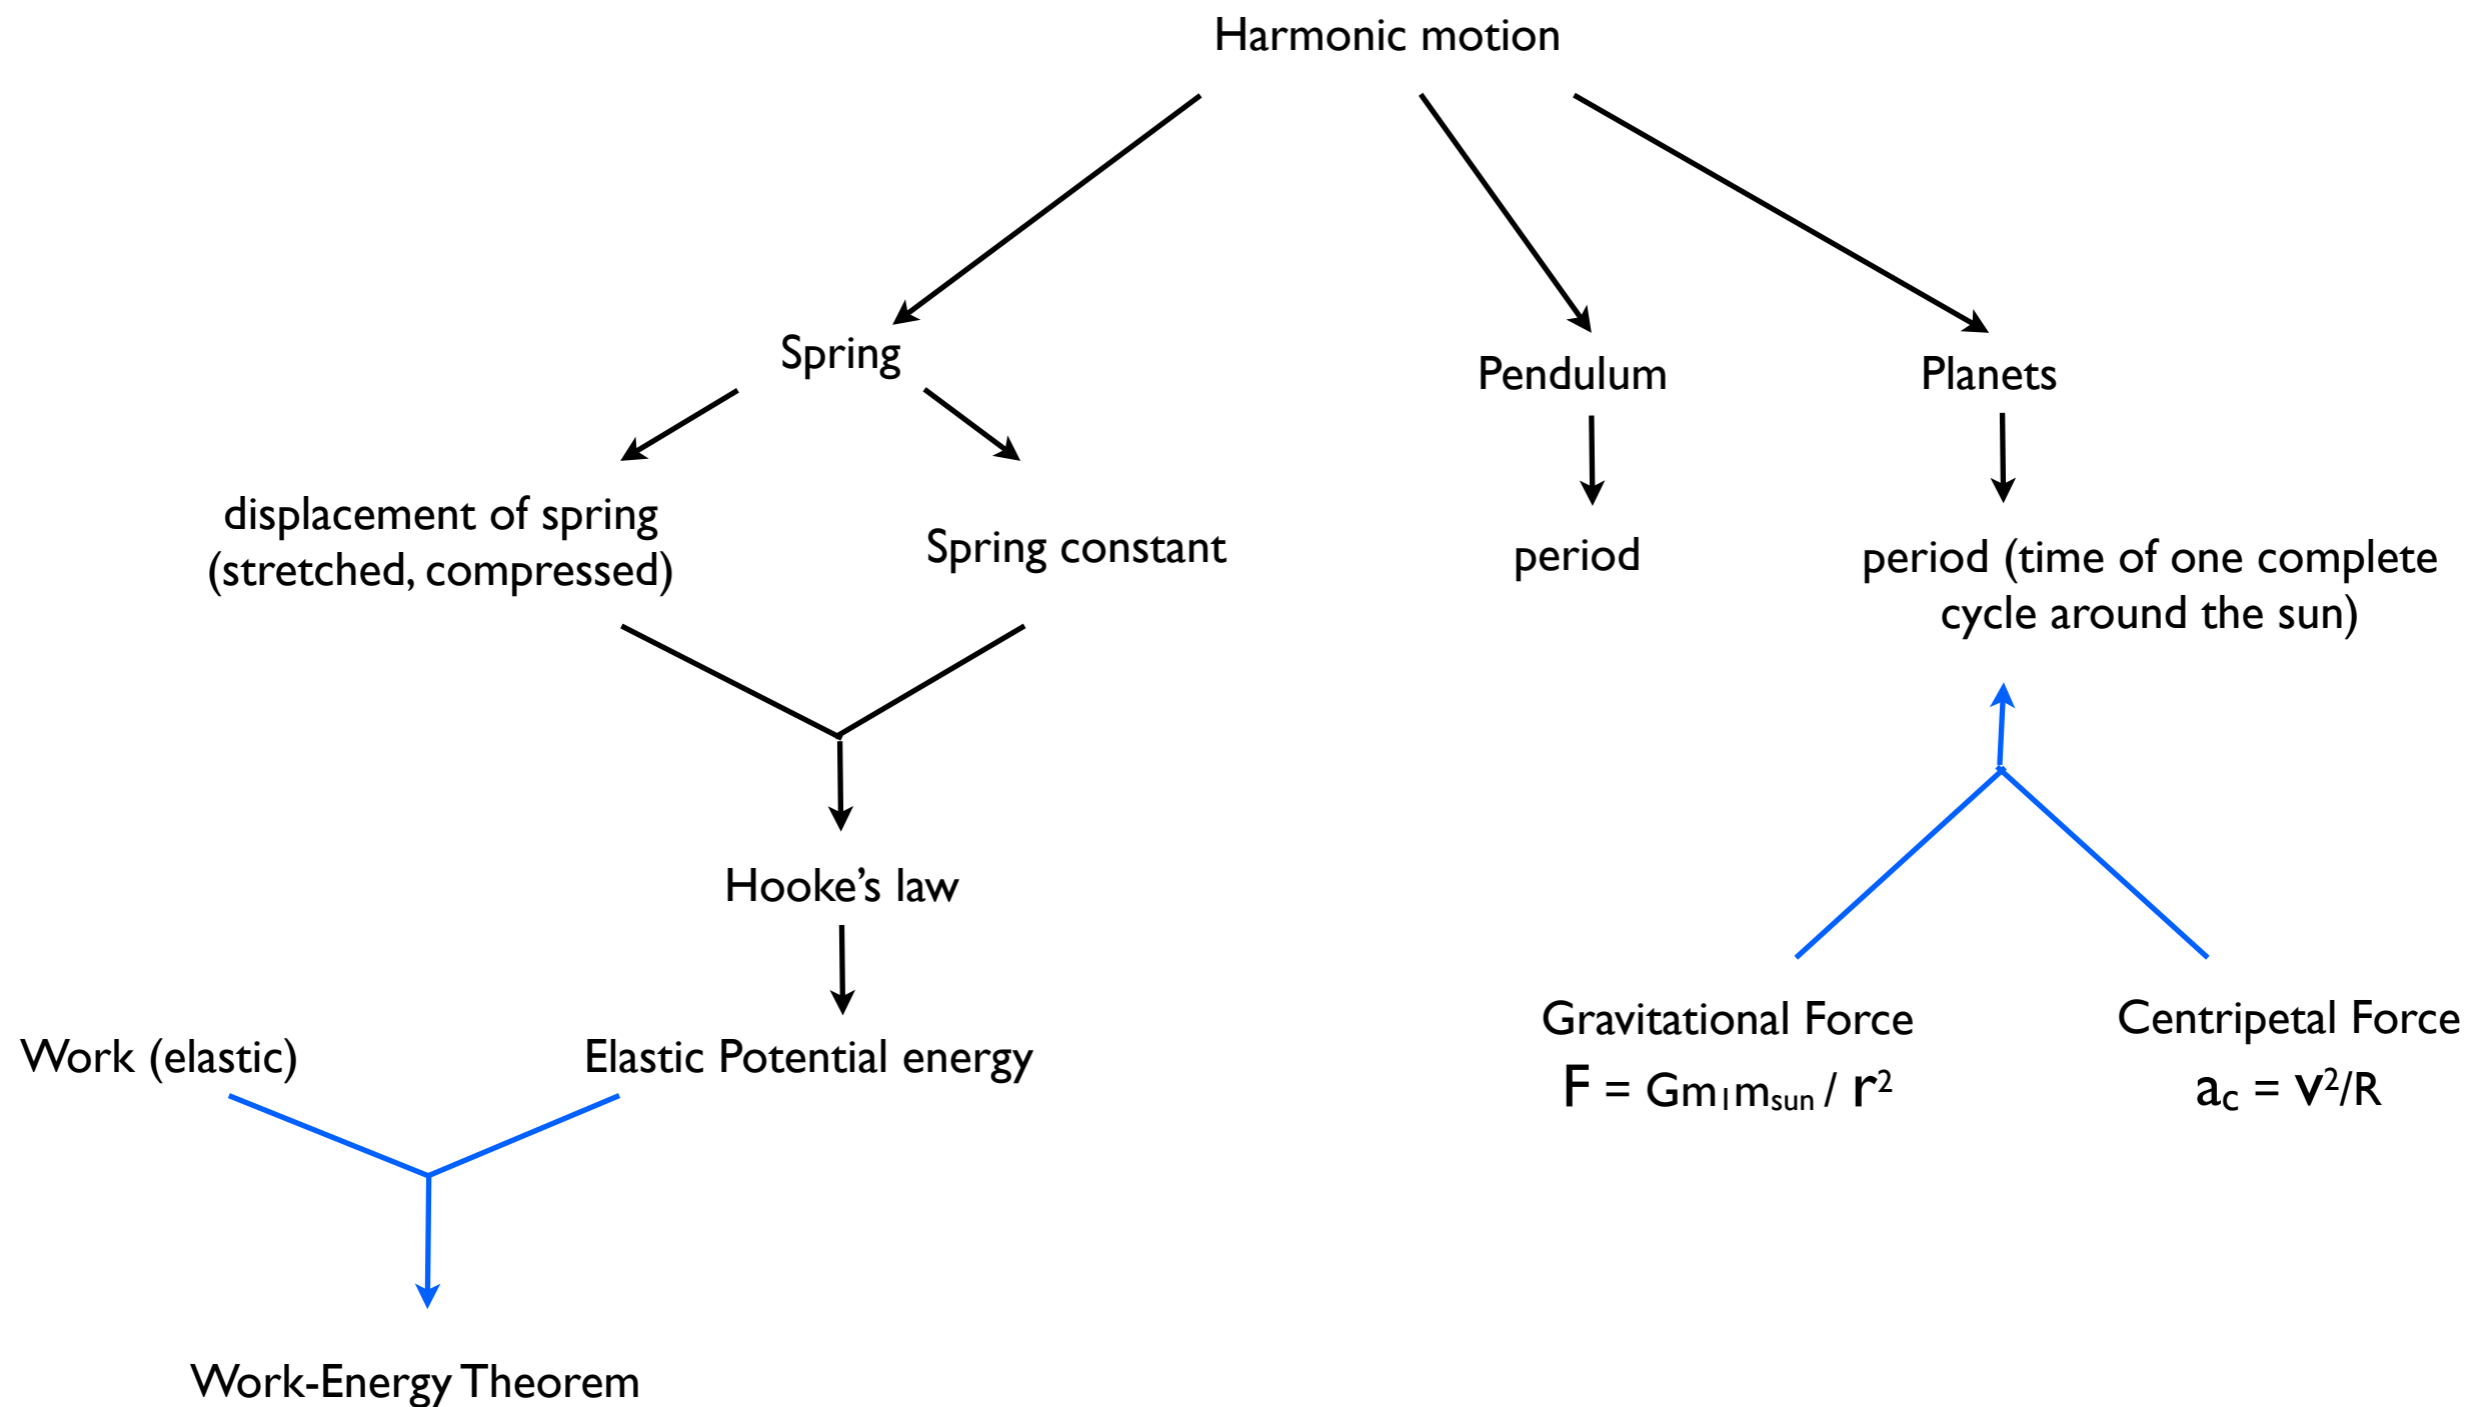 Harmonic motion
Spring
Pendulum
Planets
displacement of spring
(stretched, compressed)
Spring constant
period
period (time of one complete
cycle around the sun)
Hooke’s law
Work (elastic)
Elastic Potential energy
Gravitational Force
F = Gm₁msun / r²
Centripetal Force
ac = v²/R
Work-Energy Theorem